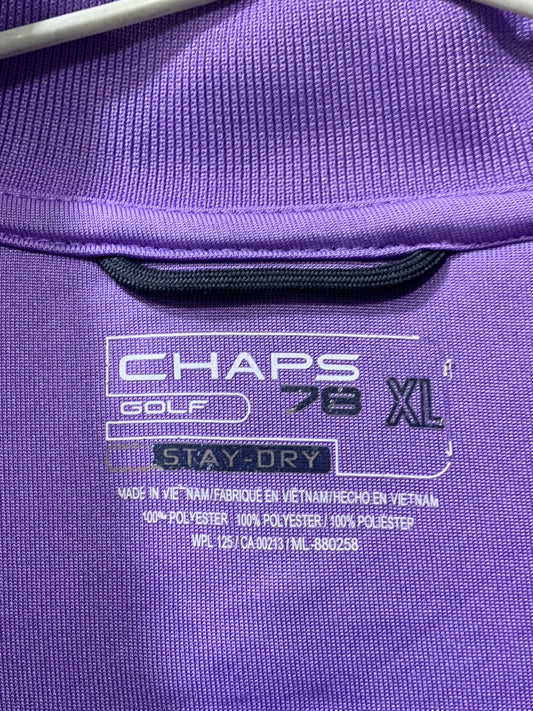 CHAPS
GOLF 78 XL
STAY-DRY
MADE IN VIETNAM/FABRIQUÉ EN VIETNAM/HECHO EN VIETNAM
100% POLYESTER 100% POLYESTER / 100% POLIESTER
WPL 125 / CA 00213 / ML-880258